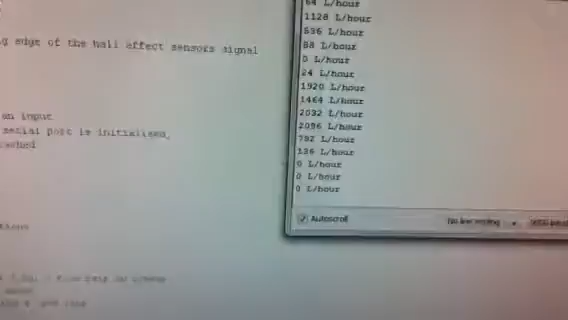 g edge of the hall effect sensors signal
an input
serial port is initialised,
64 L/hour
1128 L/hour
536 L/hour
88 L/hour
0 L/hour
24 L/hour
1920 L/hour
1464 L/hour
2032 L/hour
2096 L/hour
792 L/hour
136 L/hour
0 L/hour
0 L/hour
0 L/hour
Autoscroll
No line ending